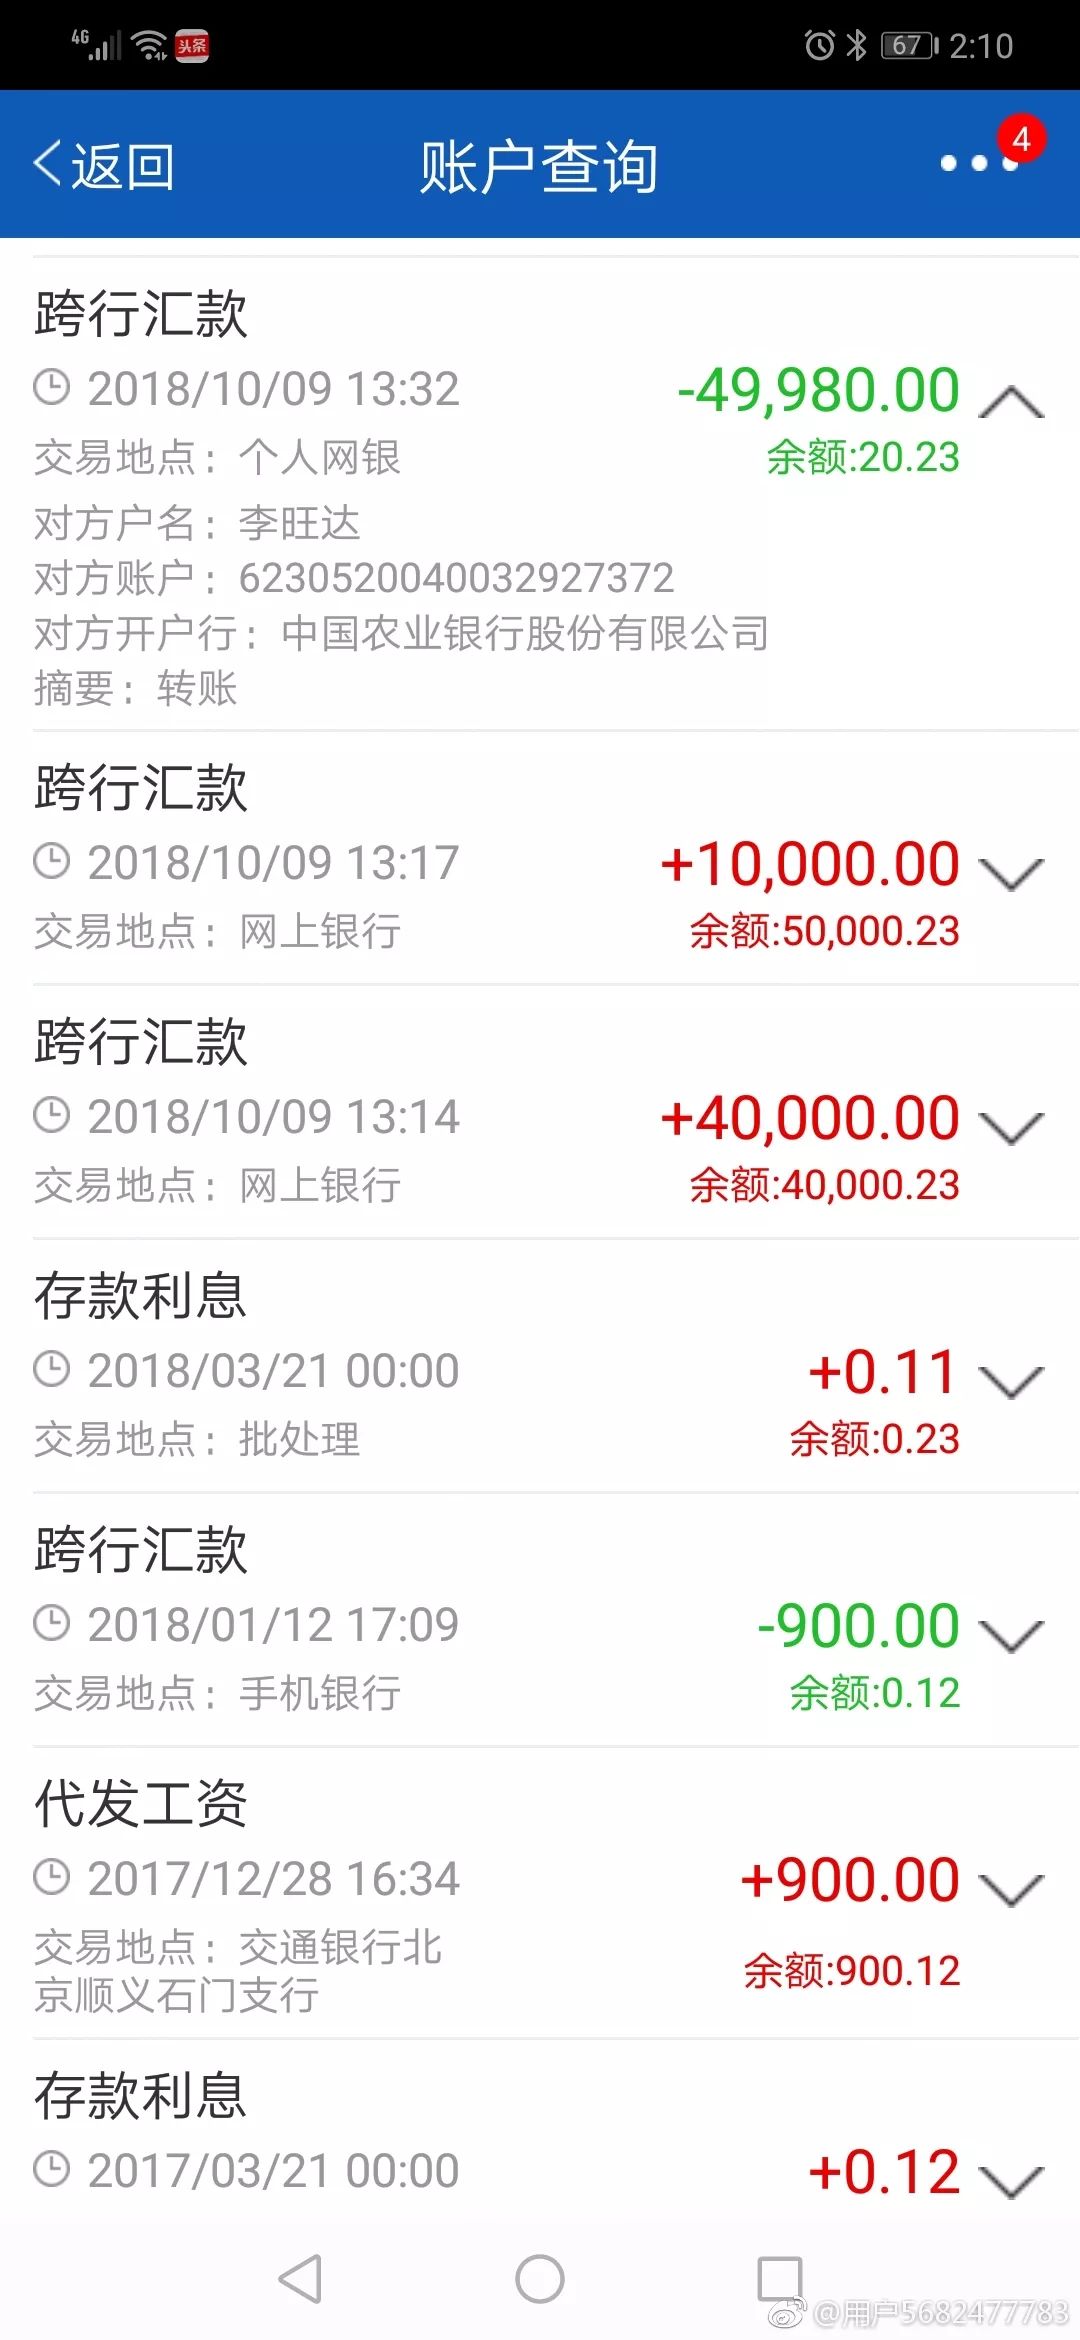 4G 头条 67 2:10
返回 账户查询 4
跨行汇款
2018/10/09 13:32 -49,980.00
交易地点：个人网银 余额:20.23
对方户名：李旺达
对方账户：6230520040032927372
对方开户行：中国农业银行股份有限公司
摘要：转账
跨行汇款
2018/10/09 13:17 +10,000.00
交易地点：网上银行 余额:50,000.23
跨行汇款
2018/10/09 13:14 +40,000.00
交易地点：网上银行 余额:40,000.23
存款利息
2018/03/21 00:00 +0.11
交易地点：批处理 余额:0.23
跨行汇款
2018/01/12 17:09 -900.00
交易地点：手机银行 余额:0.12
代发工资
2017/12/28 16:34 +900.00
交易地点：交通银行北
京顺义石门支行 余额:900.12
存款利息
2017/03/21 00:00 +0.12
@用户5682477783